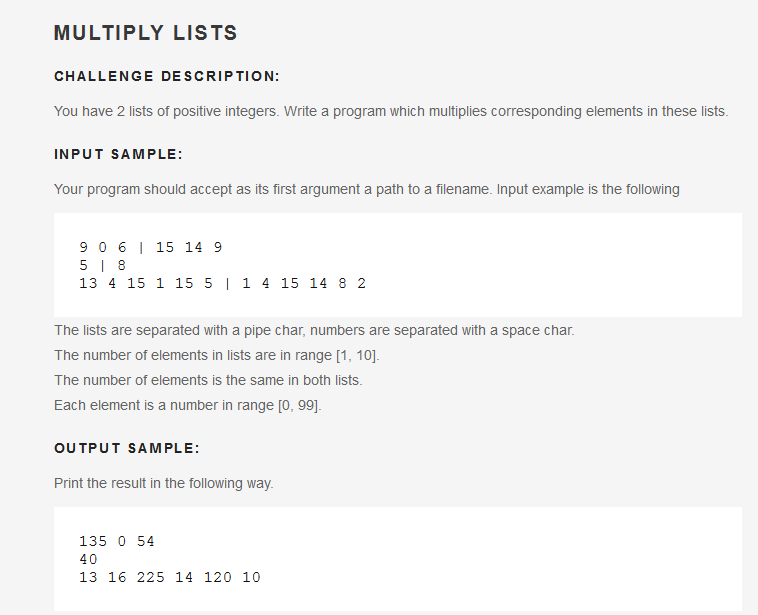 MULTIPLY LISTS
CHALLENGE DESCRIPTION:
You have 2 lists of positive integers. Write a program which multiplies corresponding elements in these lists.
INPUT SAMPLE:
Your program should accept as its first argument a path to a filename. Input example is the following
9 0 6 | 15 14 9
5 | 8
13 4 15 1 15 5 | 1 4 15 14 8 2
The lists are separated with a pipe char, numbers are separated with a space char.
The number of elements in lists are in range [1, 10].
The number of elements is the same in both lists.
Each element is a number in range [0, 99].
OUTPUT SAMPLE:
Print the result in the following way.
135 0 54
40
13 16 225 14 120 10